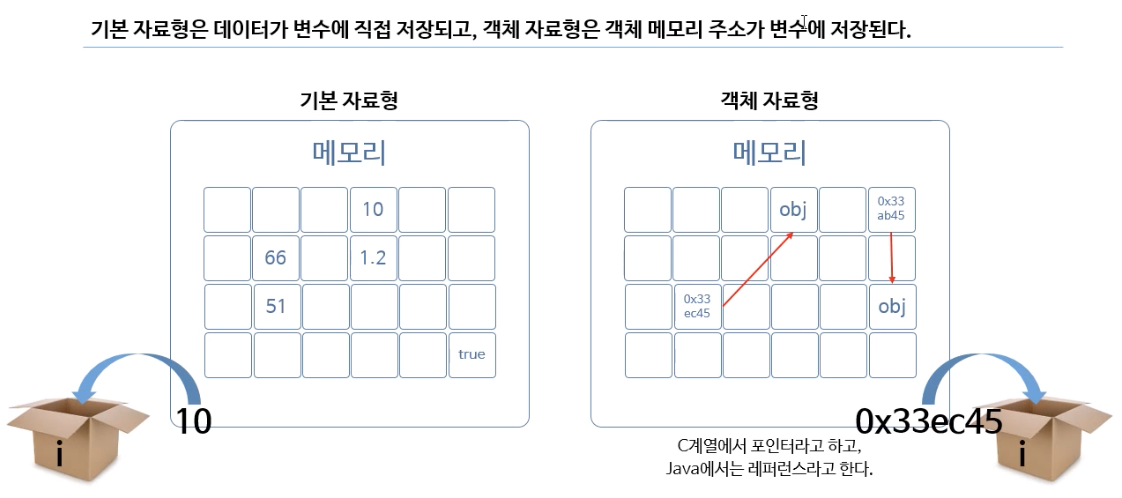 기본 자료형은 데이터가 변수에 직접 저장되고, 객체 자료형은 객체 메모리 주소가 변수에 저장된다.
기본 자료형
메모리
10
66
1.2
51
true
10
i
객체 자료형
메모리
obj
0x33
ab45
0x33
ec45
obj
0x33ec45
i
C계열에서 포인터라고 하고,
Java에서는 레퍼런스라고 한다.